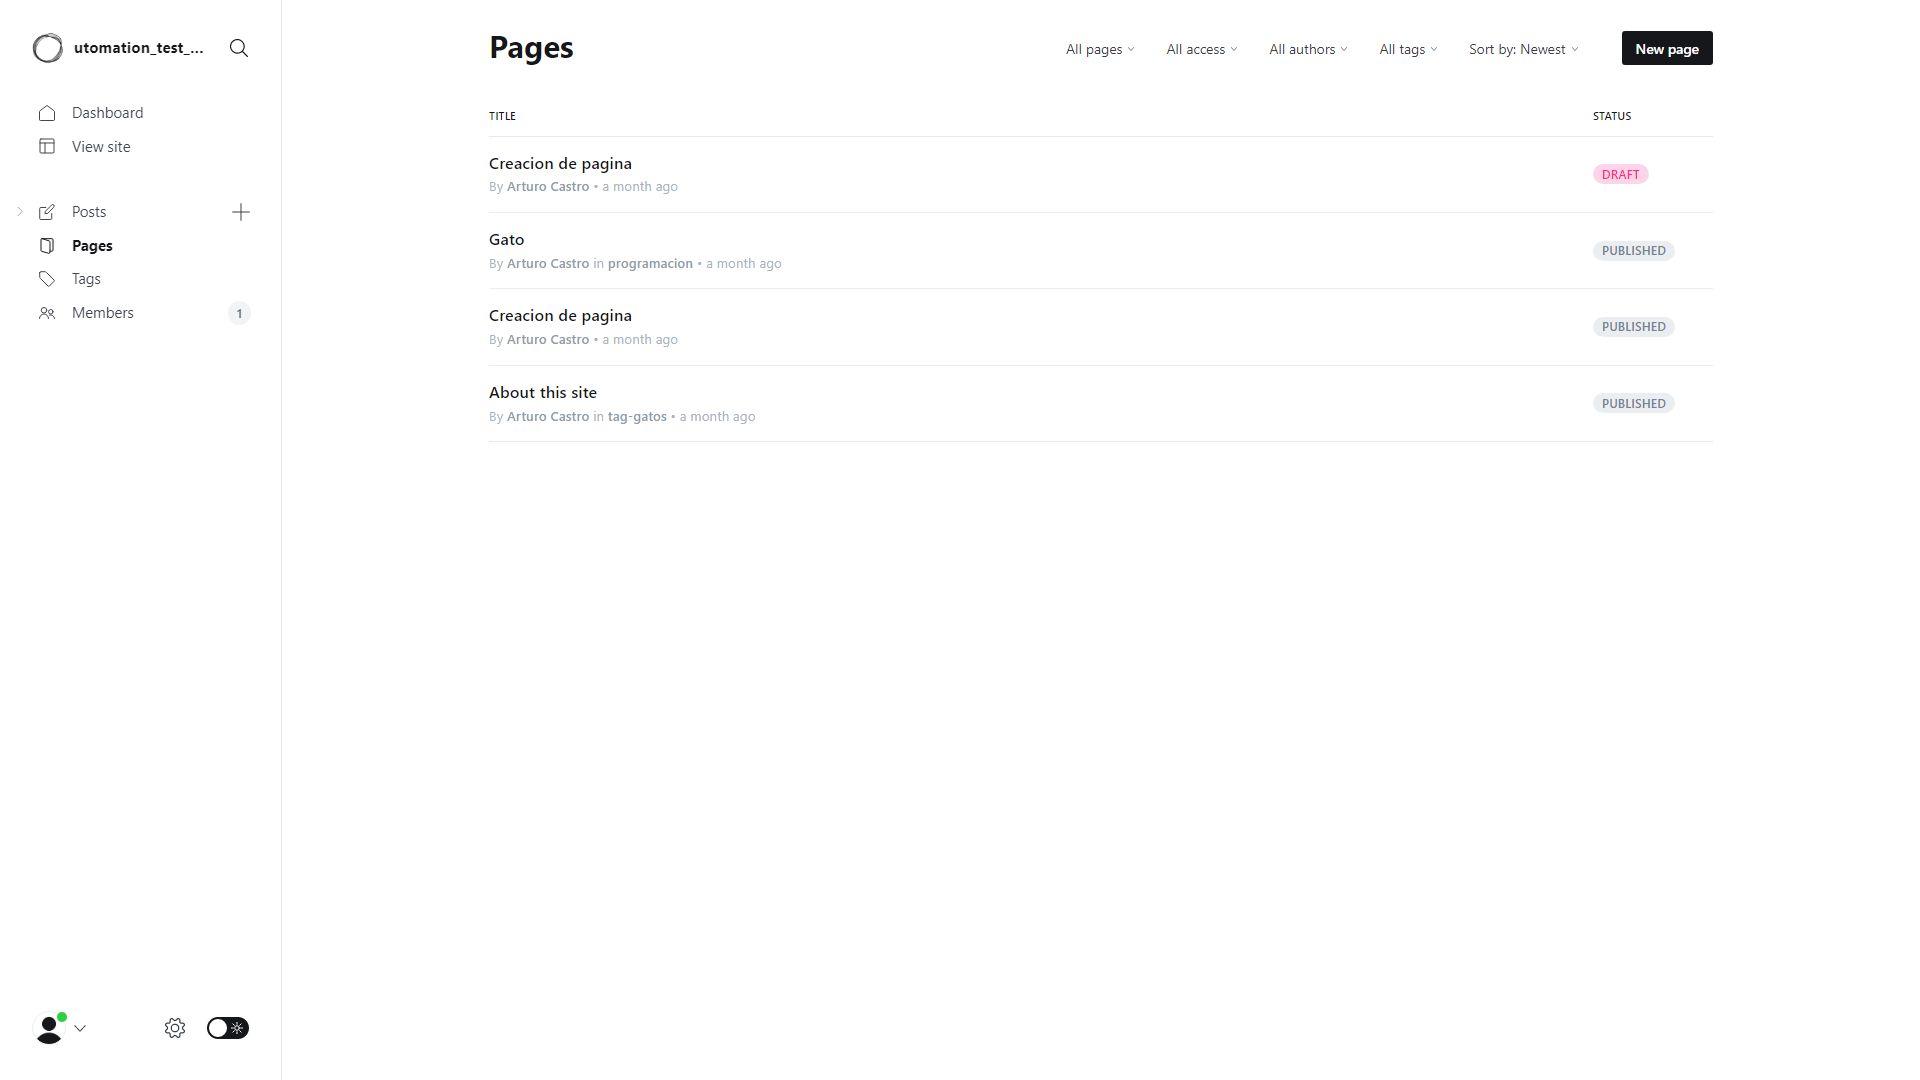 utomation_test_...
Dashboard
View site
Posts
Pages
Tags
Members 1
Pages
All pages
All access
All authors
All tags
Sort by: Newest
New page
TITLE
STATUS
Creacion de pagina
By Arturo Castro • a month ago
DRAFT
Gato
By Arturo Castro in programacion • a month ago
PUBLISHED
Creacion de pagina
By Arturo Castro • a month ago
PUBLISHED
About this site
By Arturo Castro in tag-gatos • a month ago
PUBLISHED